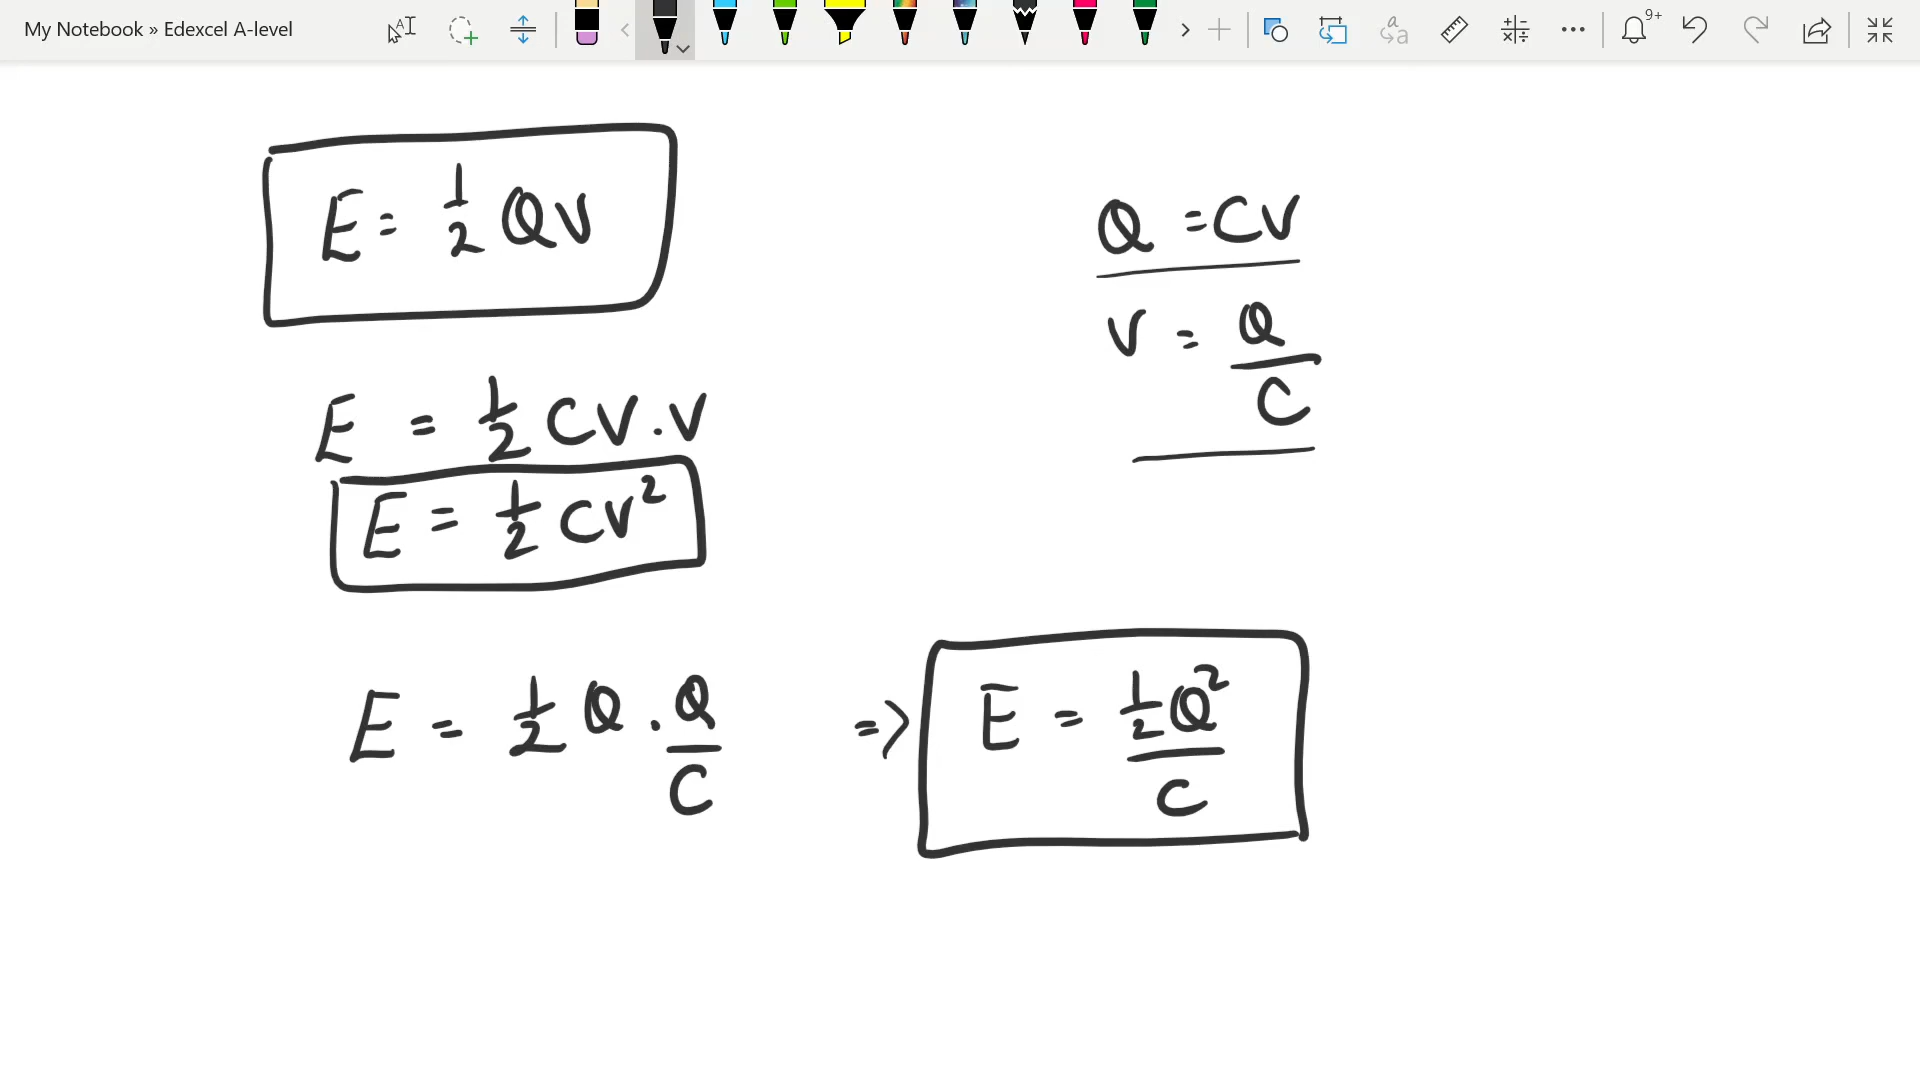 My Notebook » Edexcel A-level
9+
E = 1/2 QV
Q = CV
V = Q/C
E = 1/2 CV.V
E = 1/2 CV²
E = 1/2 Q . Q/C => E = 1/2 Q²/C